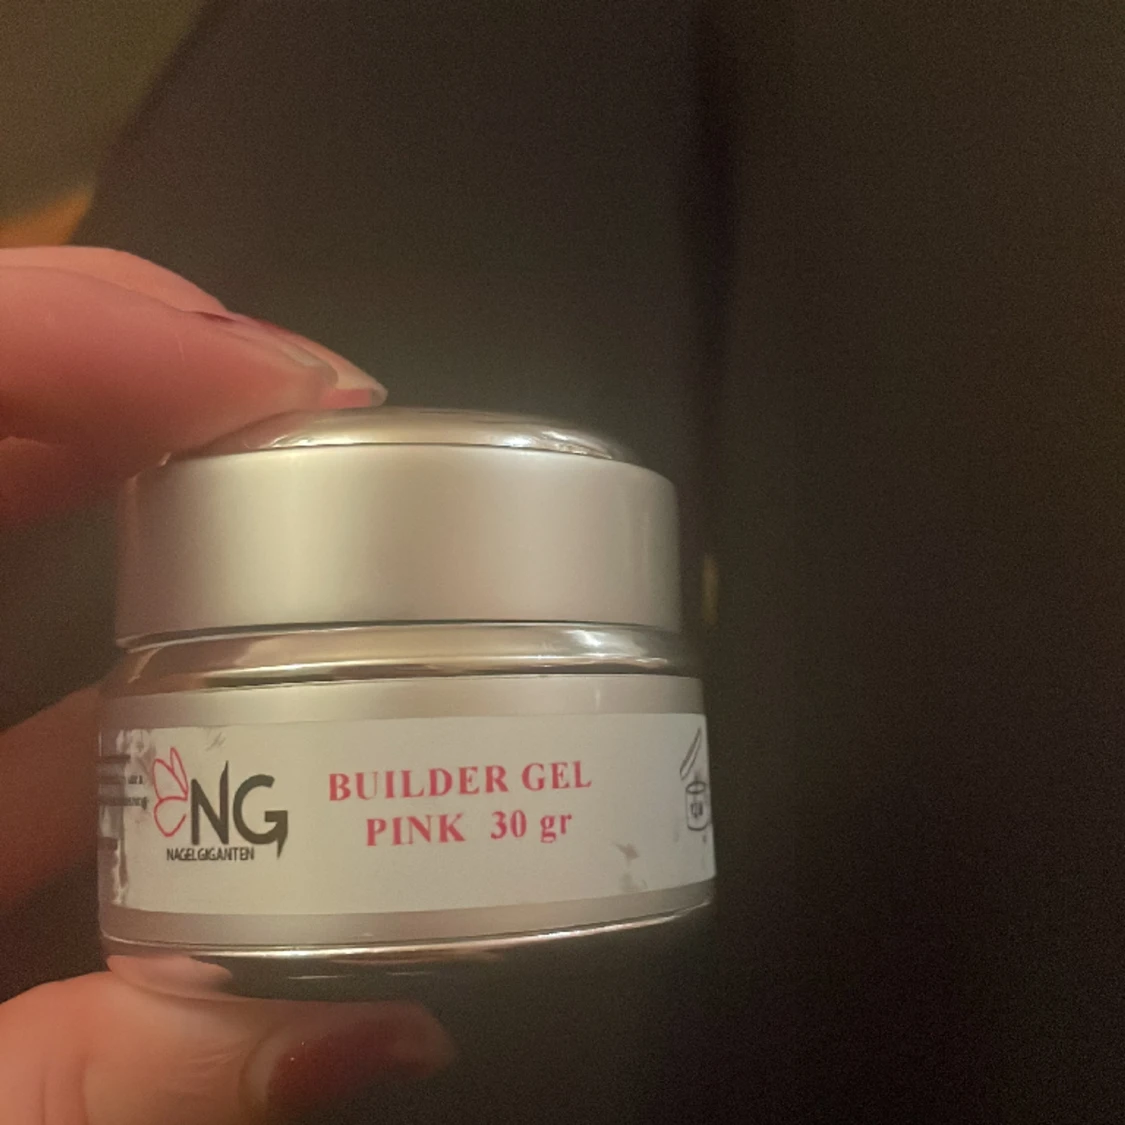 NG
NAGELGIGANTEN
BUILDER GEL
PINK 30 gr